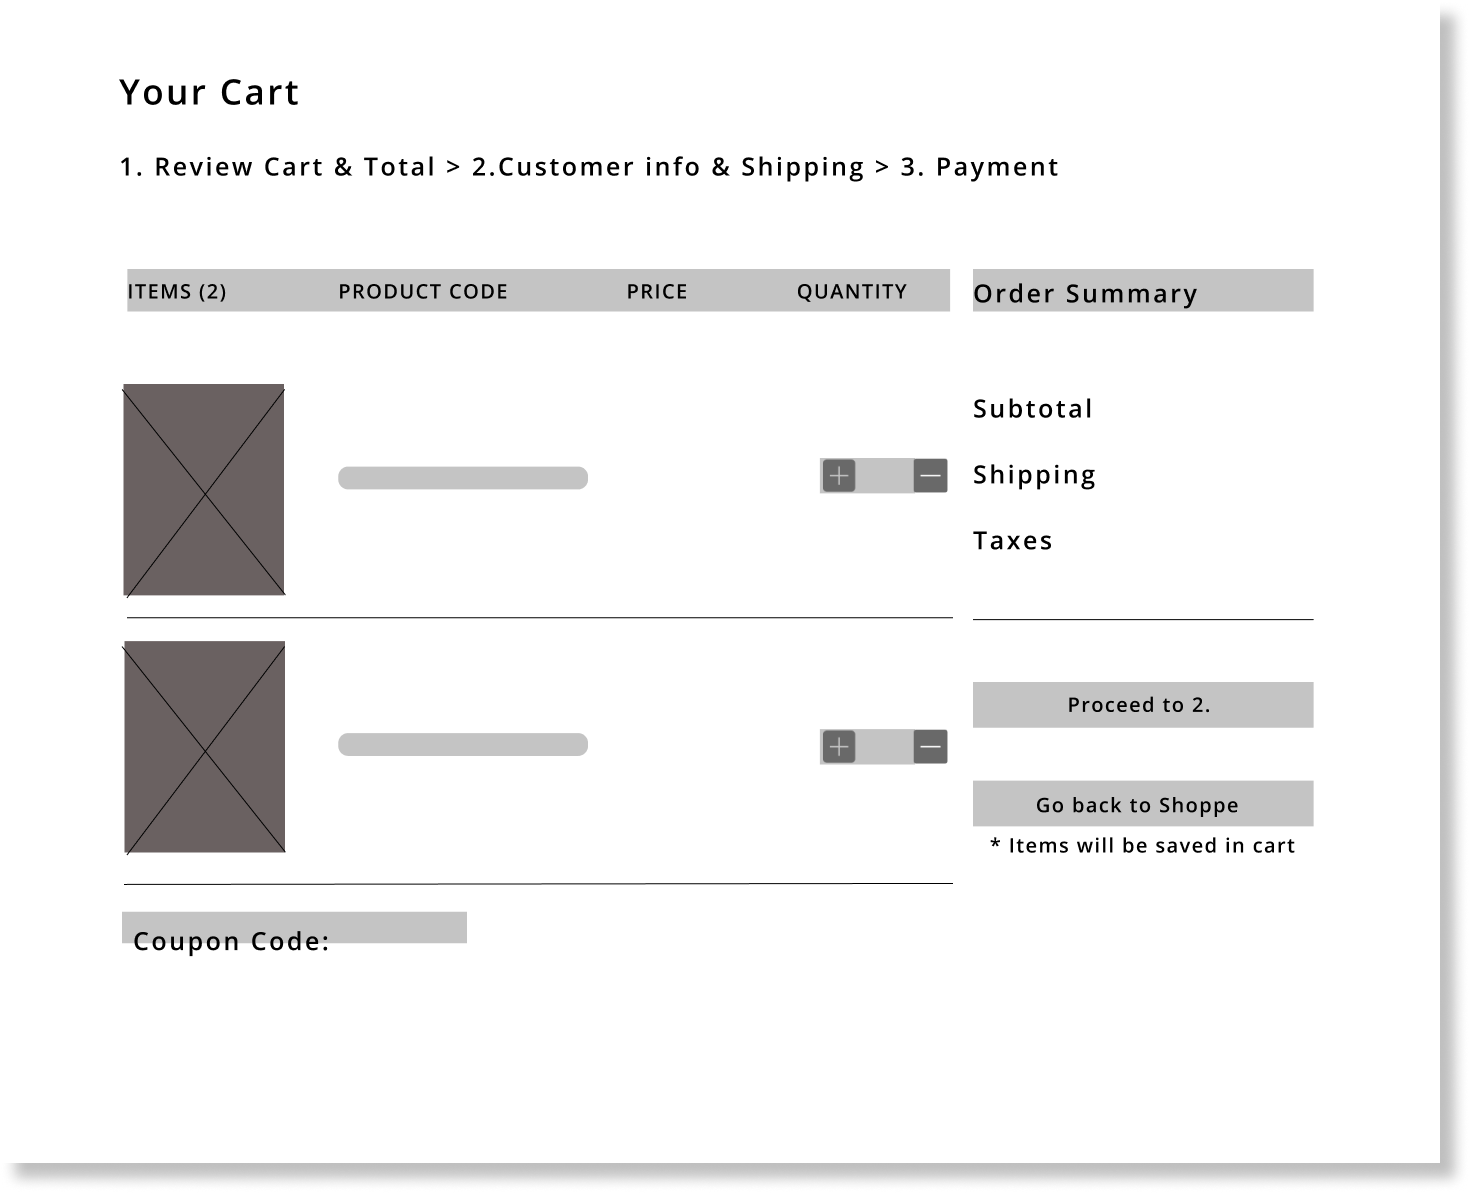 Your Cart
1. Review Cart & Total > 2.Customer info & Shipping > 3. Payment
ITEMS (2) PRODUCT CODE PRICE QUANTITY
Order Summary
Subtotal
Shipping
Taxes
Proceed to 2.
Go back to Shoppe
* Items will be saved in cart
Coupon Code: